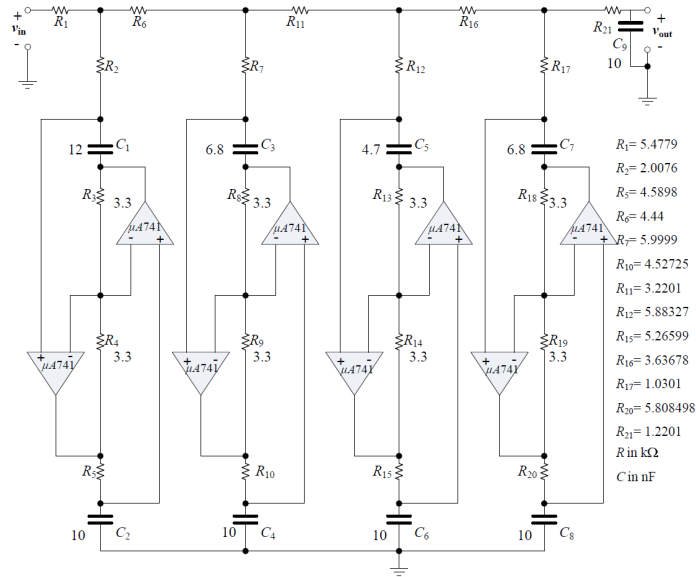 + R1 R6 R11 R16 R21 +
vin vout
- C9 -
10
R2 R7 R12 R17
12 C1 6.8 C3 4.7 C5 6.8 C7
R3 3.3 R8 3.3 R13 3.3 R18 3.3
μA741 μA741 μA741 μA741
- + - + - + - +
R4 R9 R14 R19
3.3 3.3 3.3 3.3
+ - + - + - + -
μA741 μA741 μA741 μA741
R5 R10 R15 R20
10 C2 10 C4 10 C6 10 C8
R1= 5.4779
R2= 2.0076
R5= 4.5898
R6= 4.44
R7= 5.9999
R10= 4.52725
R11= 3.2201
R12= 5.88327
R15= 5.26599
R16= 3.63678
R17= 1.0301
R20= 5.808498
R21= 1.2201
R in kΩ
C in nF